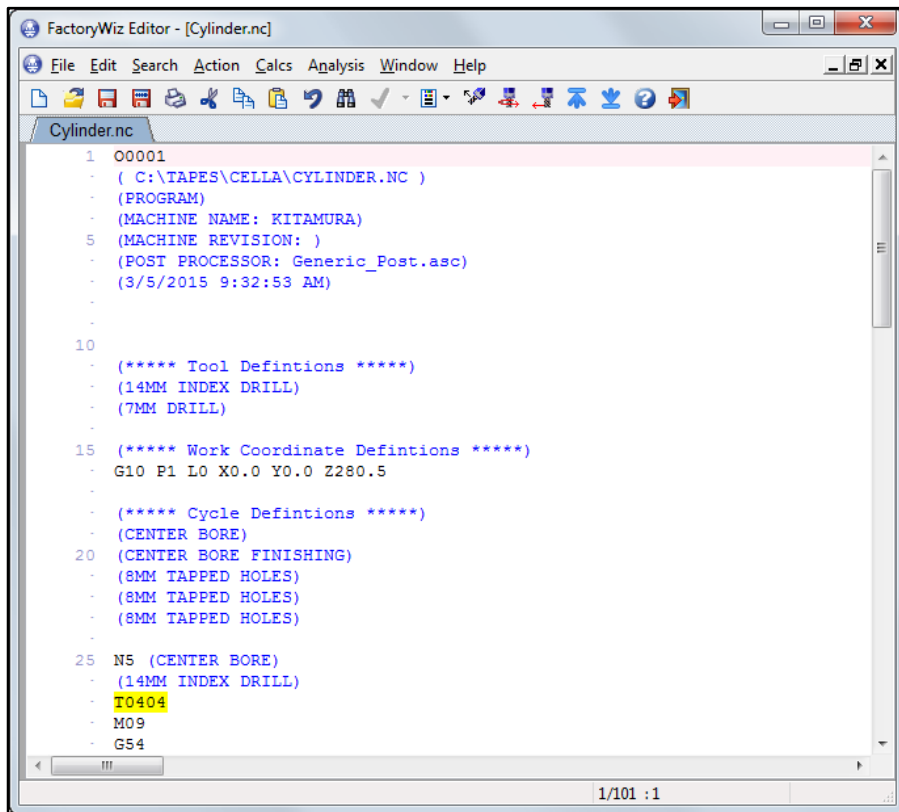 FactoryWiz Editor - [Cylinder.nc]
File Edit Search Action Calcs Analysis Window Help
Cylinder.nc
1 O0001
( C:\TAPES\CELLA\CYLINDER.NC )
(PROGRAM)
(MACHINE NAME: KITAMURA)
5 (MACHINE REVISION: )
(POST PROCESSOR: Generic_Post.asc)
(3/5/2015 9:32:53 AM)
10
(***** Tool Defintions *****)
(14MM INDEX DRILL)
(7MM DRILL)
15 (***** Work Coordinate Defintions *****)
G10 P1 L0 X0.0 Y0.0 Z280.5
(***** Cycle Defintions *****)
(CENTER BORE)
20 (CENTER BORE FINISHING)
(8MM TAPPED HOLES)
(8MM TAPPED HOLES)
(8MM TAPPED HOLES)
25 N5 (CENTER BORE)
(14MM INDEX DRILL)
T0404
M09
G54
1/101 :1